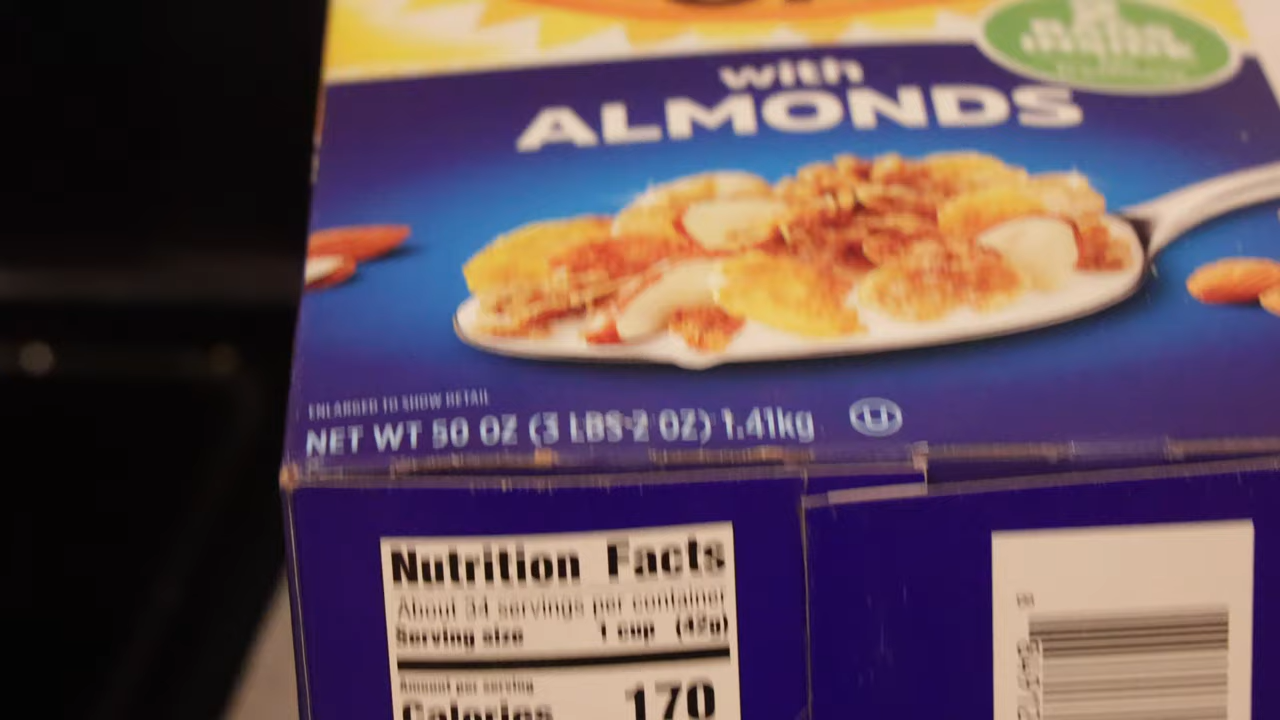 with
ALMONDS
ENLARGED TO SHOW DETAIL
NET WT 50 OZ (3 LBS 2 OZ) 1.41kg
U
Nutrition Facts
About 34 servings per container
Serving size 1 cup (42g)
Amount per serving
Calories 170